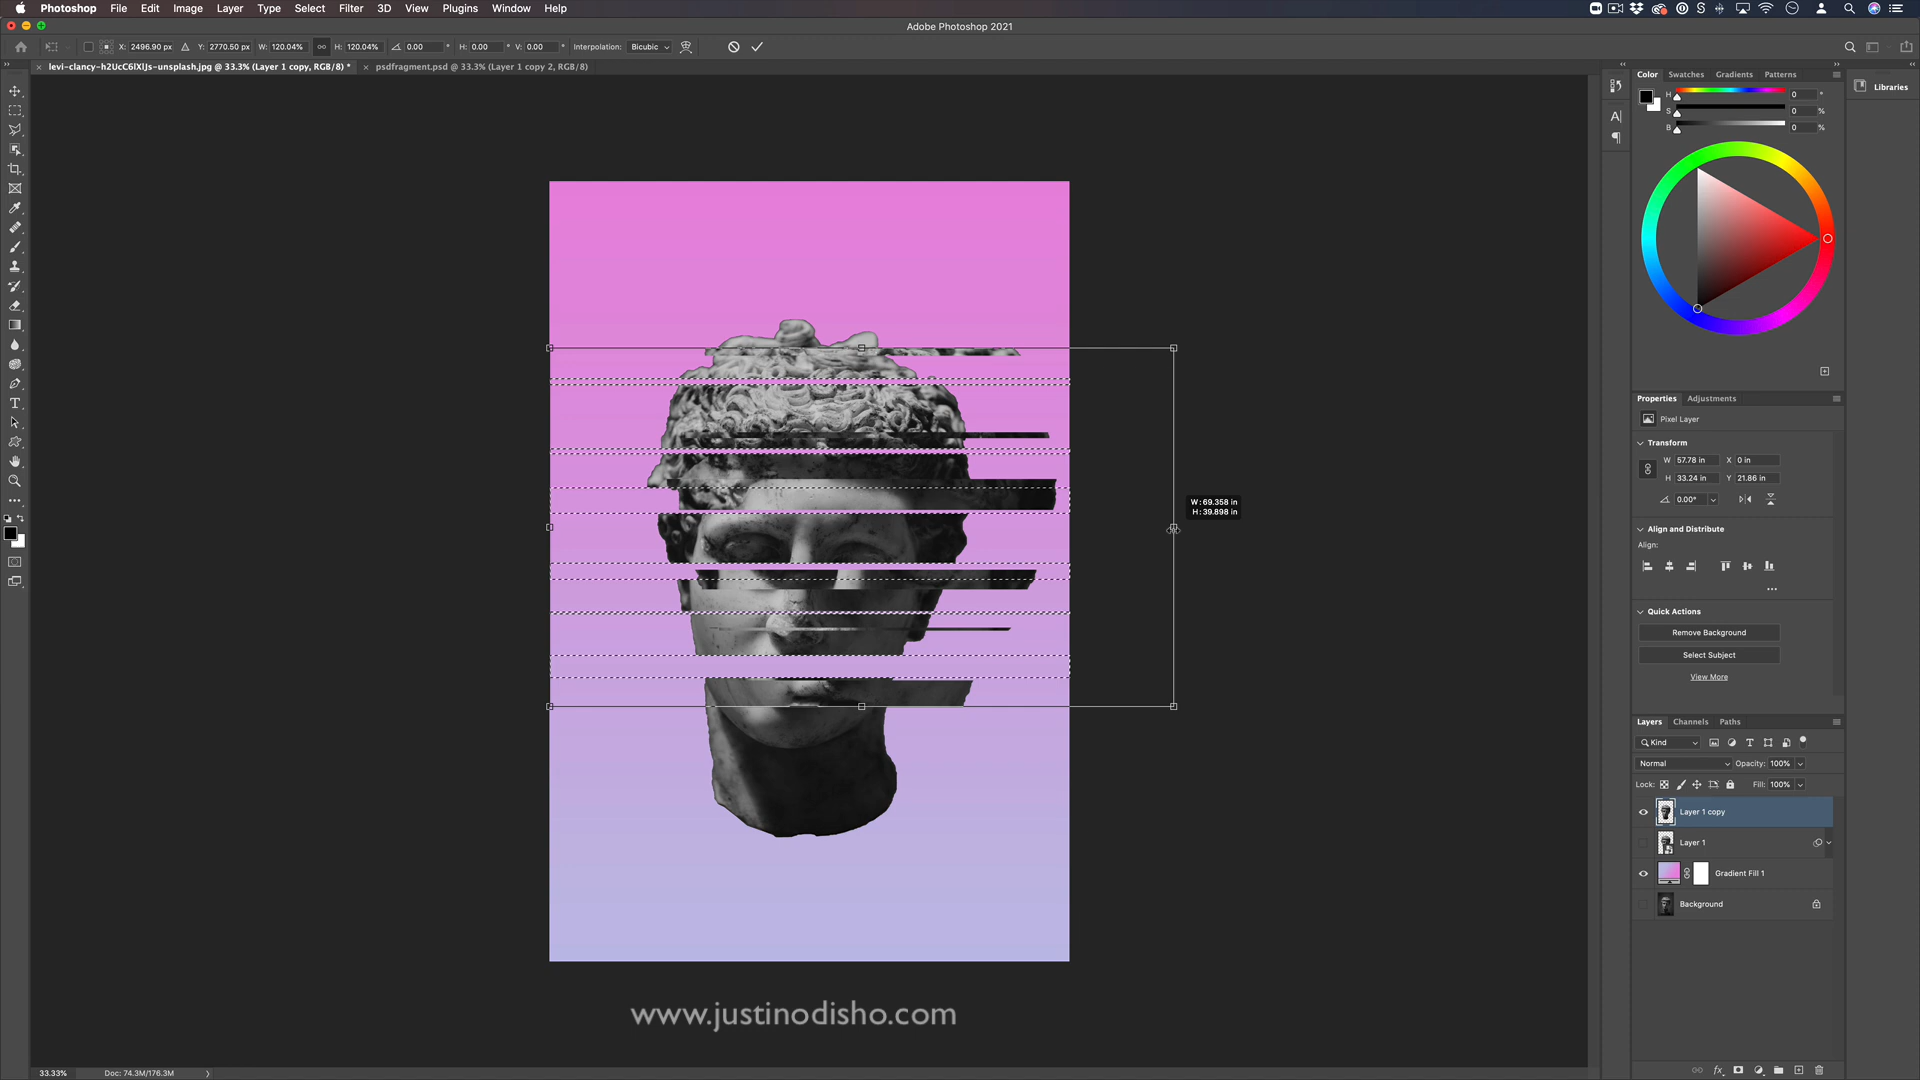 Photoshop File Edit Image Layer Type Select Filter 3D View Plugins Window Help
Adobe Photoshop 2021
X: 2496.90 px Y: 2770.50 px W: 120.04% H: 120.04% 0.00 ° H: 0.00 ° V: 0.00 ° Interpolation: Bicubic
levi-clancy-h2UcC6lXlJs-unsplash.jpg @ 33.3% (Layer 1 copy, RGB/8) *
psdfragment.psd @ 33.3% (Layer 1 copy 2, RGB/8)
Color Swatches Gradients Patterns
Libraries
H 0 °
S 0 %
B 0 %
Properties Adjustments
Pixel Layer
Transform
W 57.78 in X 0 in
H 33.24 in Y 21.86 in
0.00°
W: 69.358 in
H: 39.898 in
Align and Distribute
Align:
Quick Actions
Remove Background
Select Subject
View More
Layers Channels Paths
Kind
Normal Opacity: 100%
Lock: Fill: 100%
Layer 1 copy
Layer 1
Gradient Fill 1
Background
www.justinodisho.com
33.33% Doc: 74.3M/176.3M
fx